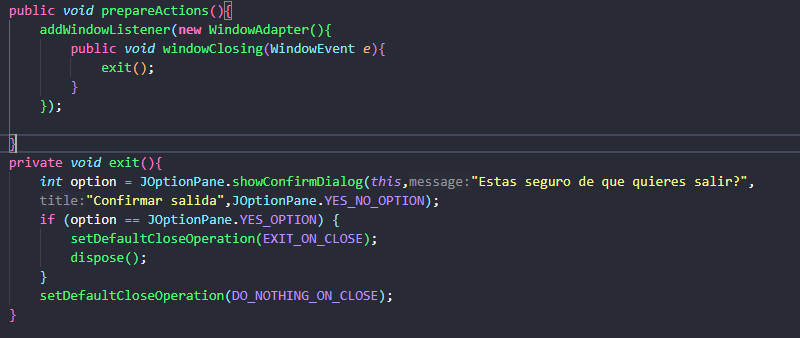 public void prepareActions(){
addWindowListener(new WindowAdapter(){
public void windowClosing(WindowEvent e){
exit();
}
});
}
private void exit(){
int option = JOptionPane.showConfirmDialog(this,message:"Estas seguro de que quieres salir?",
title:"Confirmar salida",JOptionPane.YES_NO_OPTION);
if (option == JOptionPane.YES_OPTION) {
setDefaultCloseOperation(EXIT_ON_CLOSE);
dispose();
}
setDefaultCloseOperation(DO_NOTHING_ON_CLOSE);
}